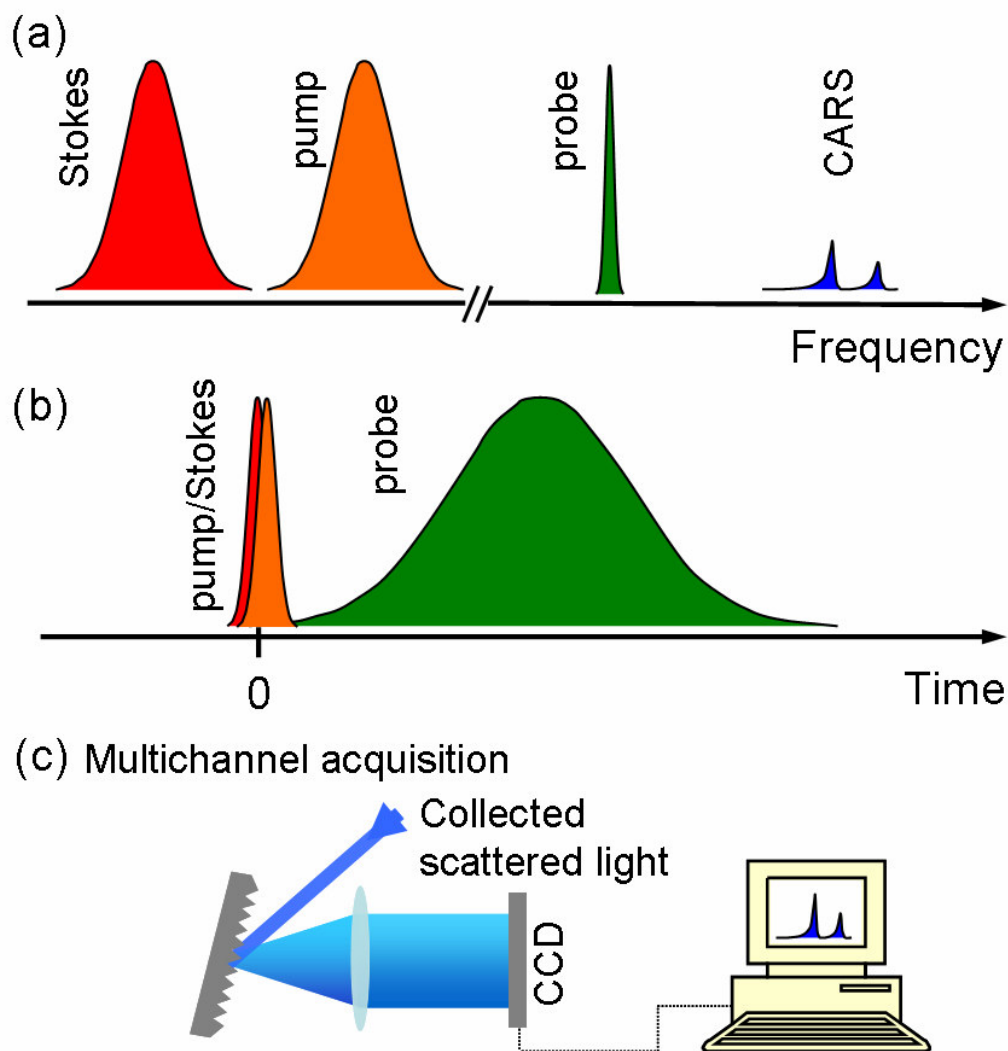 (a)
Stokes
pump
probe
CARS
Frequency
(b)
pump/Stokes
probe
0
Time
(c) Multichannel acquisition
Collected
scattered light
CCD